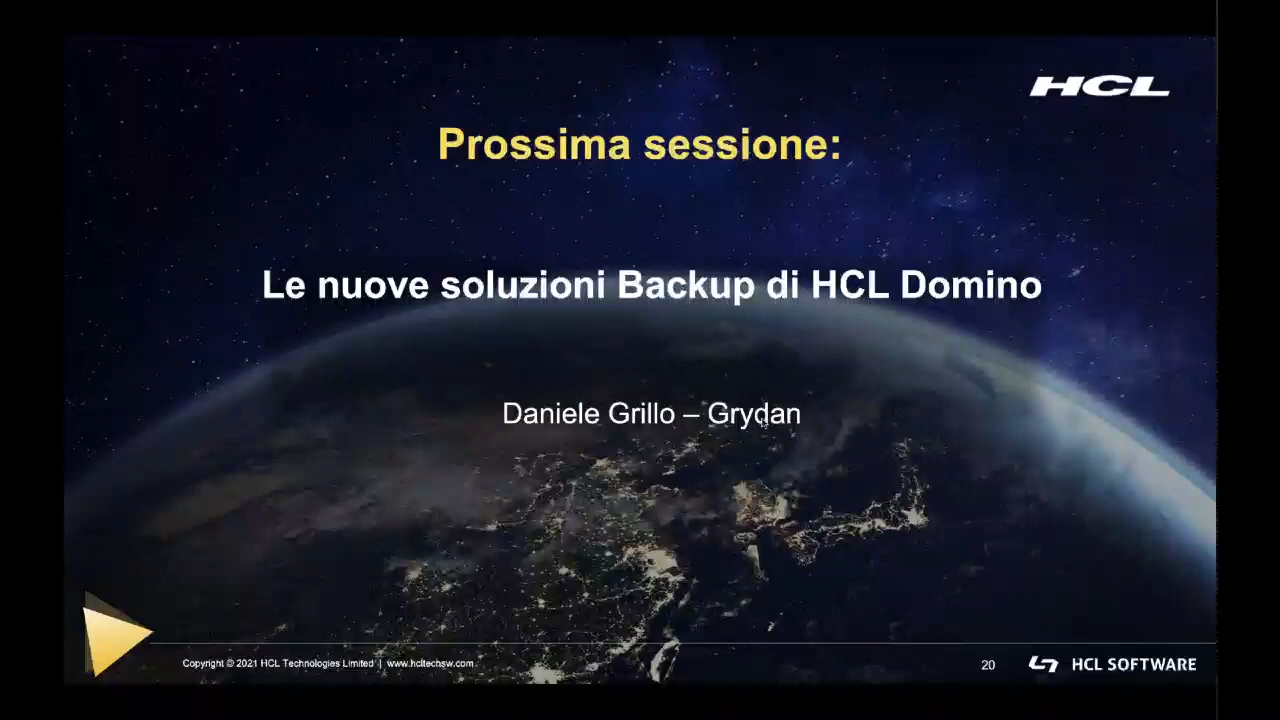 HCL
Prossima sessione:
Le nuove soluzioni Backup di HCL Domino
Daniele Grillo – Grydan
Copyright © 2021 HCL Technologies Limited | www.hcltechsw.com
20
HCL SOFTWARE